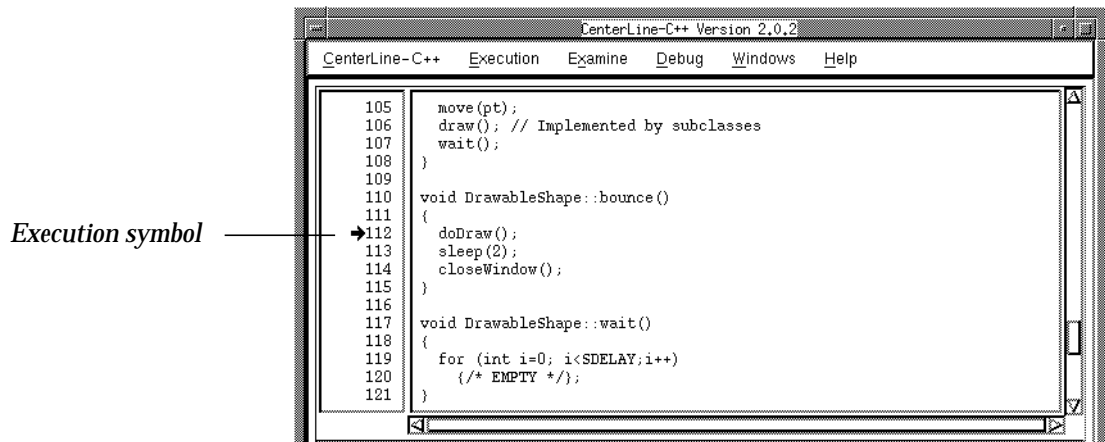 CenterLine-C++ Version 2.0.2
CenterLine-C++ Execution Examine Debug Windows Help
105 move(pt);
106 draw(); // Implemented by subclasses
107 wait();
108 }
109
110 void DrawableShape::bounce()
111 {
Execution symbol 112 doDraw();
113 sleep(2);
114 closeWindow();
115 }
116
117 void DrawableShape::wait()
118 {
119 for (int i=0; i<SDELAY;i++)
120 {/* EMPTY */};
121 }